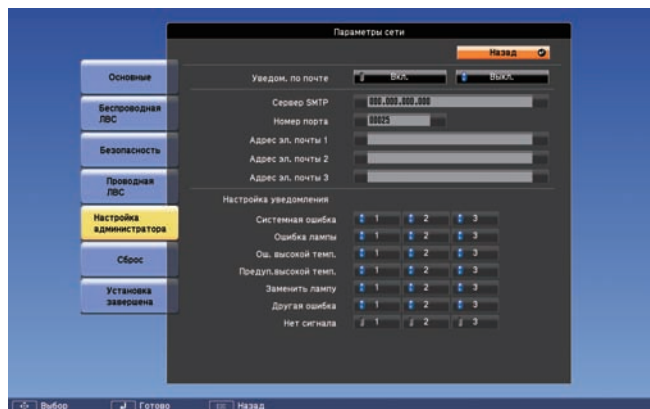 Параметры сети
Назад
Основные
Беспроводная
ЛВС
Безопасность
Проводная
ЛВС
Настройка
администратора
Сброс
Установка
завершена
Уведом. по почте Вкл. Выкл.
Сервер SMTP 000.000.000.000
Номер порта 00025
Адрес эл. почты 1
Адрес эл. почты 2
Адрес эл. почты 3
Настройка уведомления
Системная ошибка 1 2 3
Ошибка лампы 1 2 3
Ош. высокой темп. 1 2 3
Предуп.высокой темп. 1 2 3
Заменить лампу 1 2 3
Другая ошибка 1 2 3
Нет сигнала 1 2 3
Выбор Готово Назад